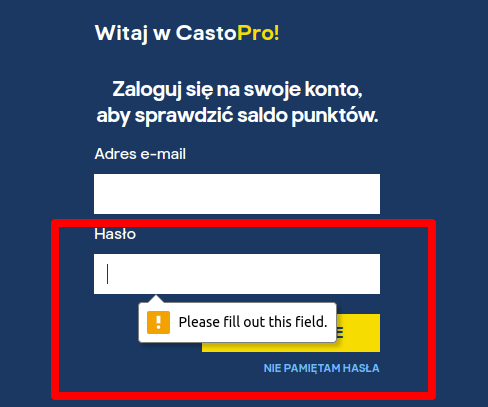 Witaj w CastoPro!
Zaloguj się na swoje konto,
aby sprawdzić saldo punktów.
Adres e-mail
Hasło
Please fill out this field.
NIE PAMIĘTAM HASŁA